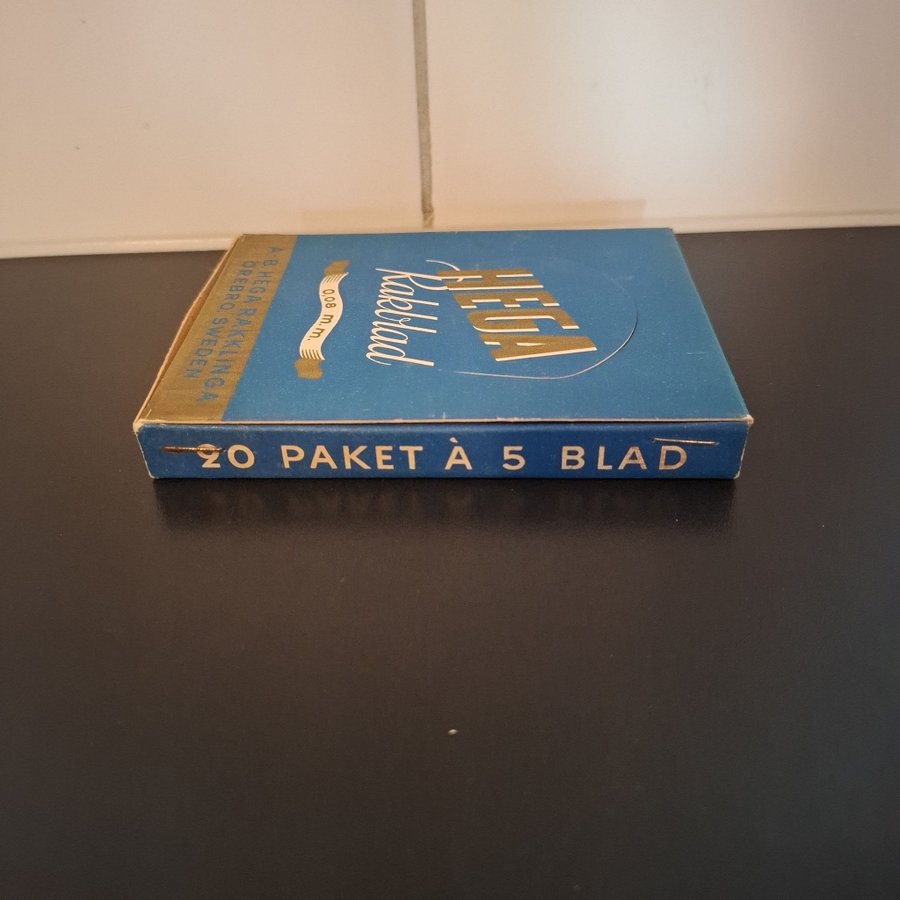 HEGA
Rakblad
0,08 m.m.
A.-B. HEGA RAKKLINGA
ÖREBRO, SWEDEN
20 PAKET À 5 BLAD